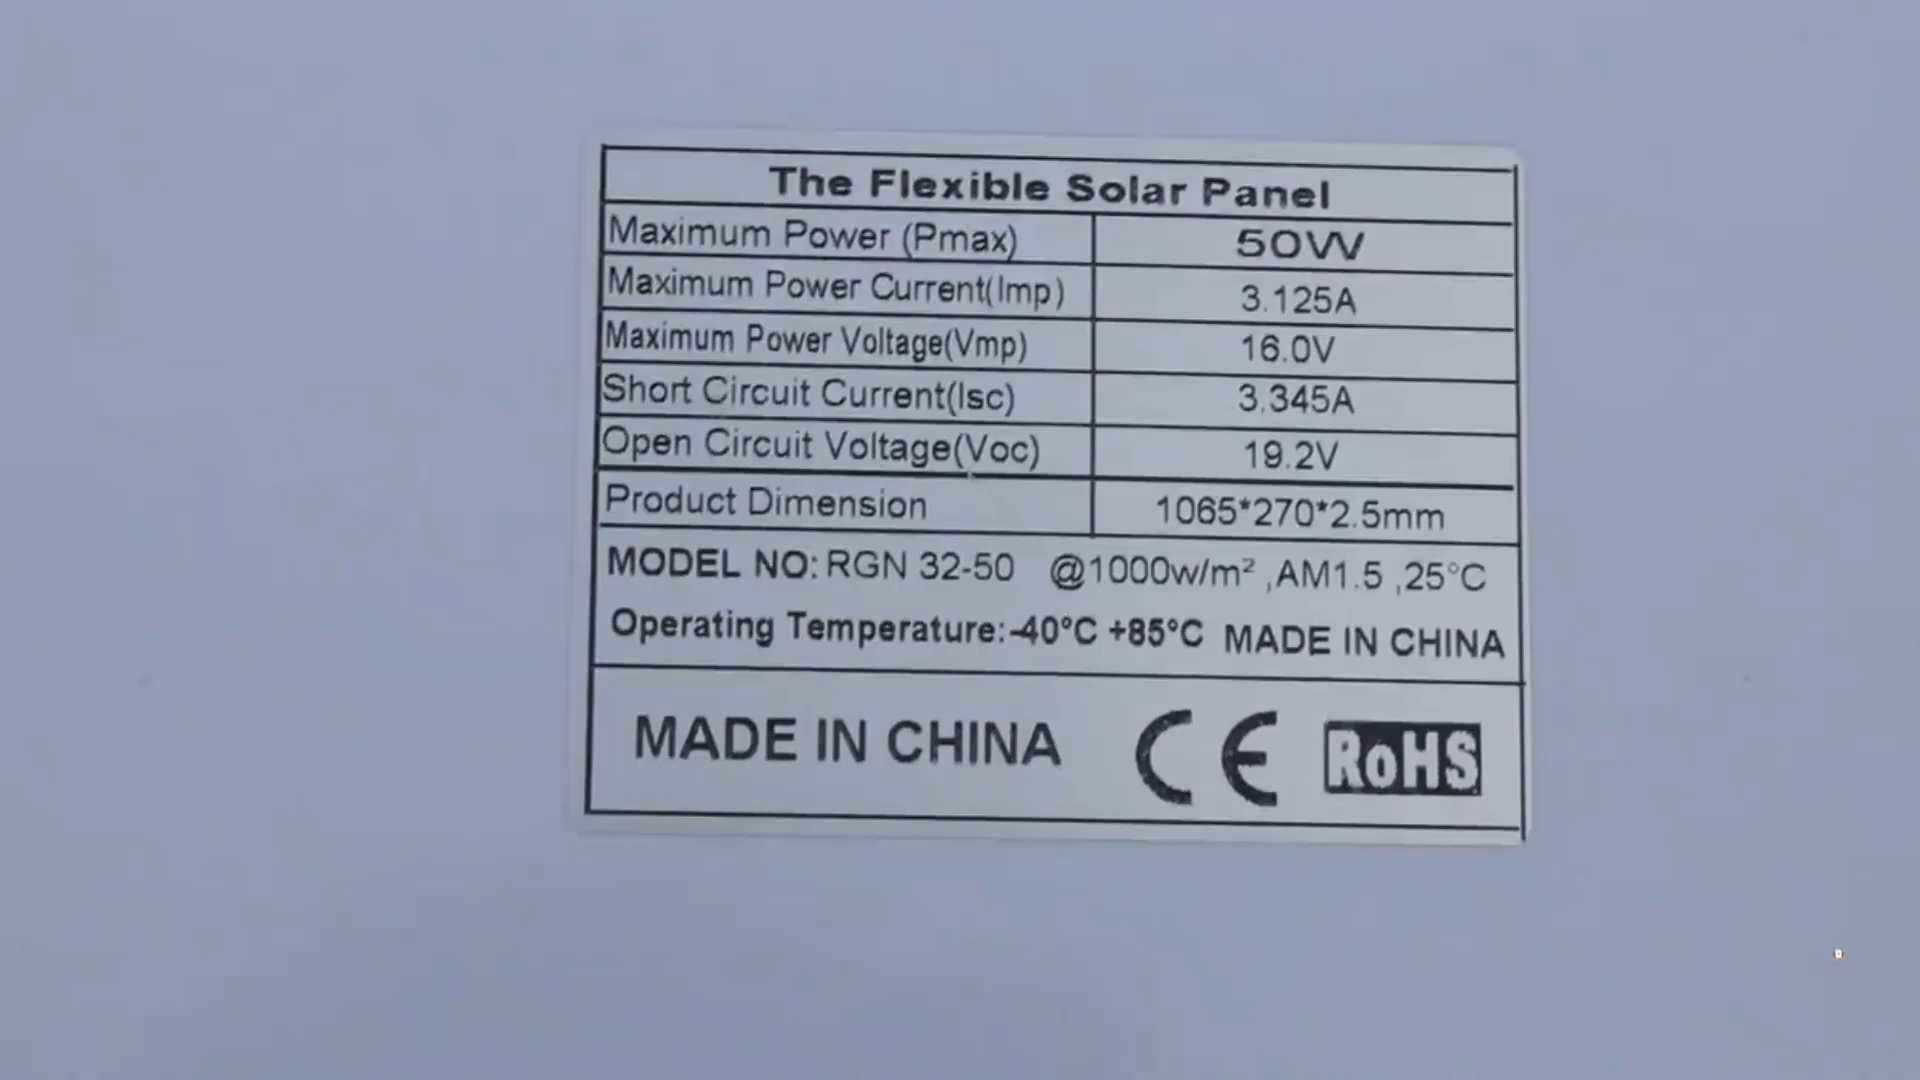 The Flexible Solar Panel
Maximum Power (Pmax) 50W
Maximum Power Current(Imp) 3.125A
Maximum Power Voltage(Vmp) 16.0V
Short Circuit Current(Isc) 3.345A
Open Circuit Voltage(Voc) 19.2V
Product Dimension 1065*270*2.5mm
MODEL NO: RGN 32-50 @1000w/m² ,AM1.5 ,25°C
Operating Temperature:-40°C +85°C MADE IN CHINA
MADE IN CHINA CE RoHS